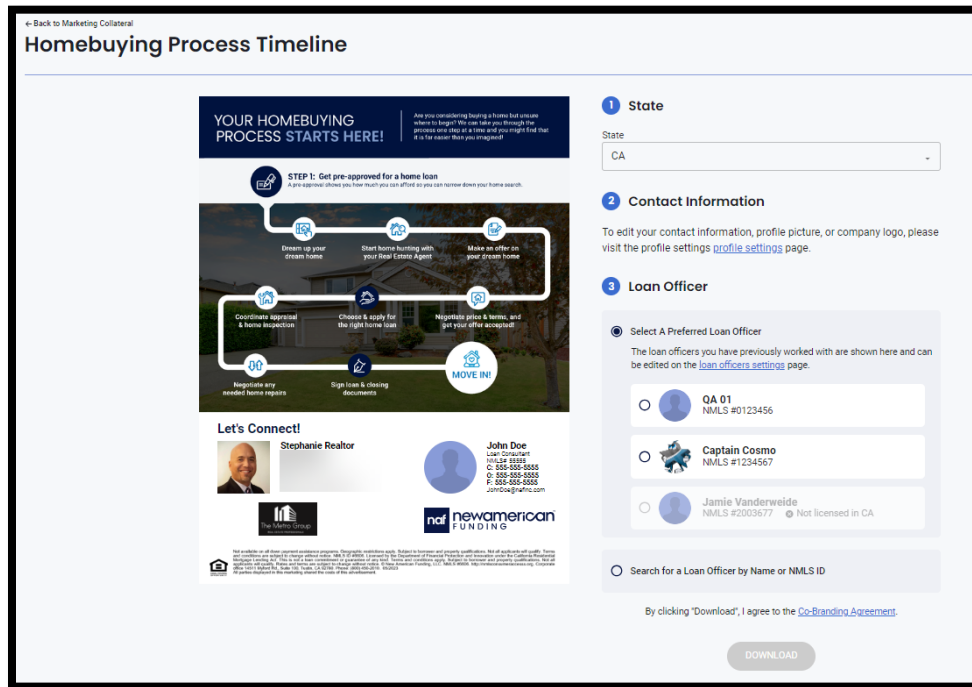 ← Back to Marketing Collateral
Homebuying Process Timeline
YOUR HOMEBUYING
PROCESS STARTS HERE!
Are you considering buying a home but unsure
where to begin? We can take you through the
process one step at a time and you might find that
it is far easier than you imagined!
STEP 1: Get pre-approved for a home loan
A pre-approval shows you how much you can afford so you can narrow down your home search.
Dream up your
dream home
Start home hunting with
your Real Estate Agent
Make an offer on
your dream home
Coordinate appraisal
& home inspection
Choose & apply for
the right home loan
Negotiate price & terms, and
get your offer accepted!
Negotiate any
needed home repairs
Sign loan & closing
documents
MOVE IN!
Let's Connect!
Stephanie Realtor
The Metro Group
John Doe
Loan Consultant
NMLS# 55555
C: 555-555-5555
O: 555-555-5555
F: 555-555-5555
JohnDoe@nafinc.com
naf newamerican
FUNDING
1 State
State
CA
2 Contact Information
To edit your contact information, profile picture, or company logo, please
visit the profile settings profile settings page.
3 Loan Officer
Select A Preferred Loan Officer
The loan officers you have previously worked with are shown here and can
be edited on the loan officers settings page.
QA 01
NMLS #0123456
Captain Cosmo
NMLS #1234567
Jamie Vanderweide
NMLS #2003677 Not licensed in CA
Search for a Loan Officer by Name or NMLS ID
By clicking "Download", I agree to the Co-Branding Agreement.
DOWNLOAD